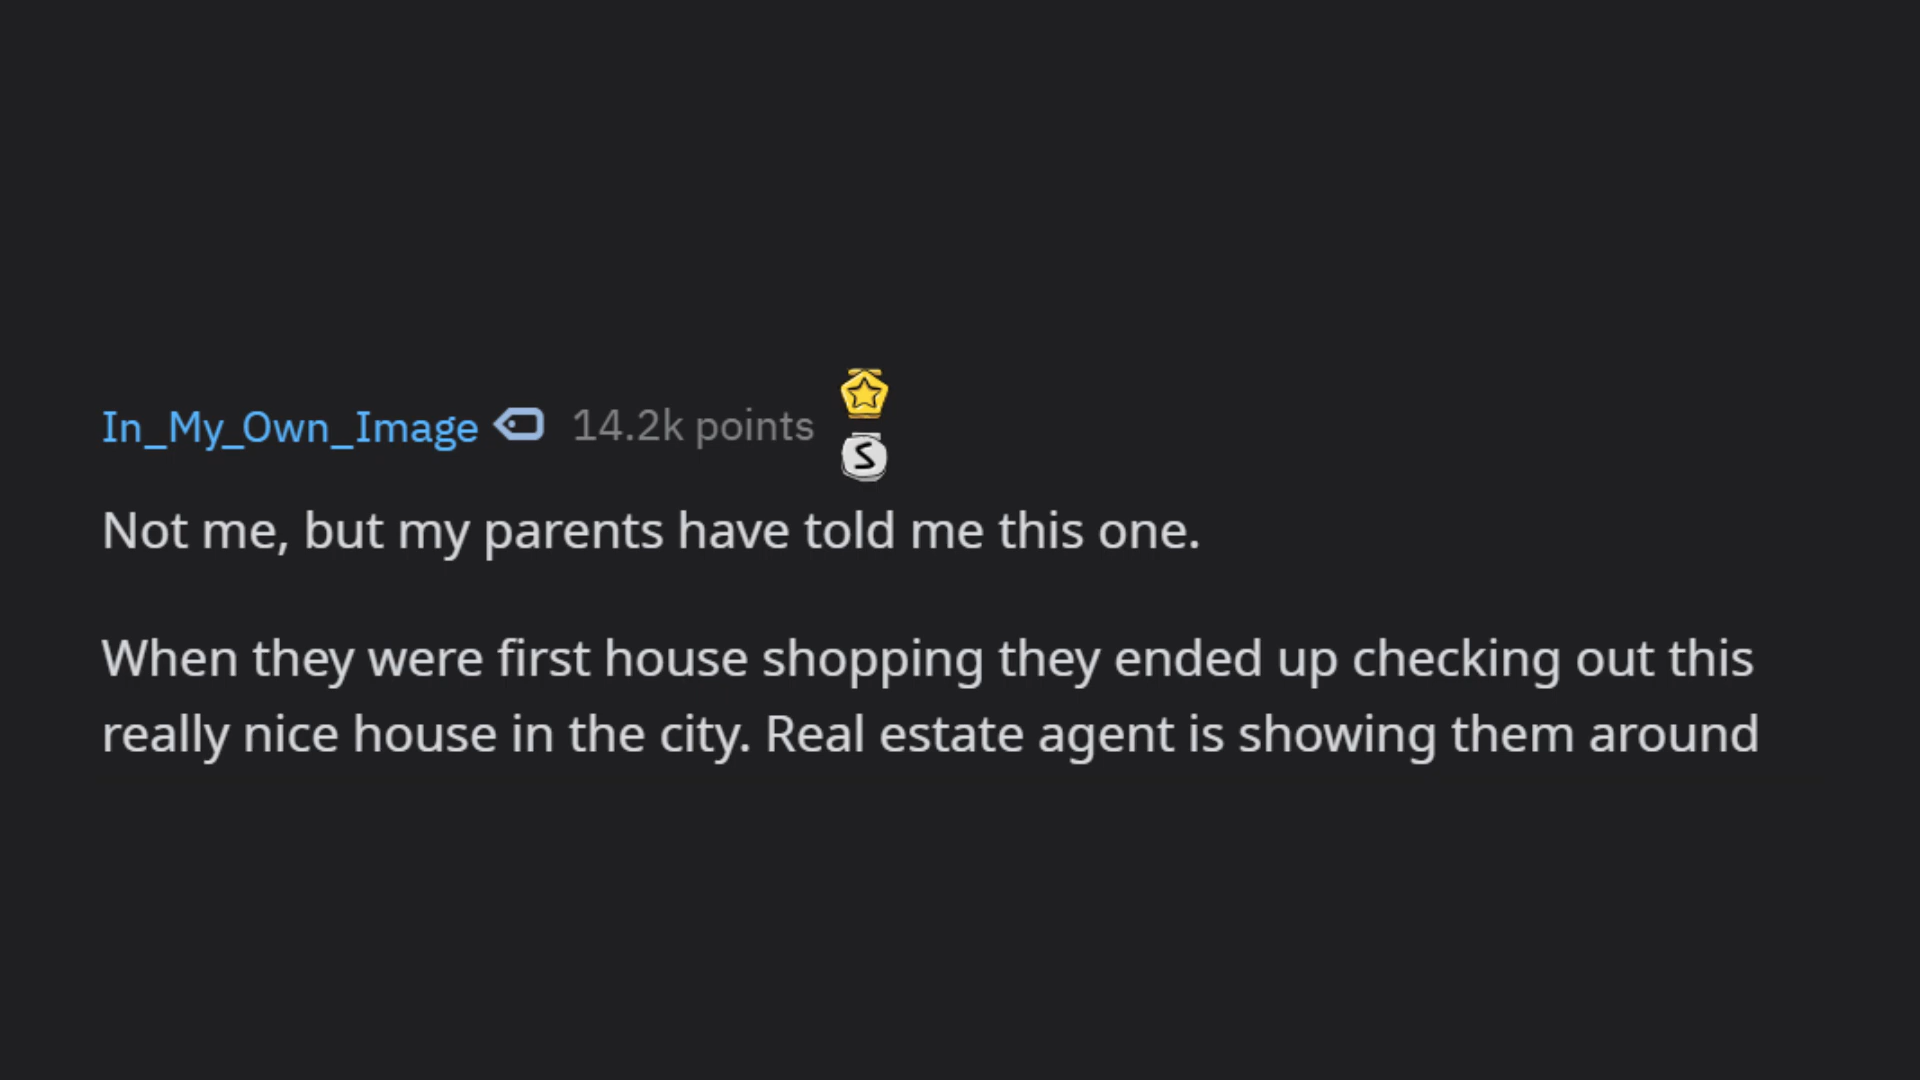 In_My_Own_Image 14.2k points
S
Not me, but my parents have told me this one.
When they were first house shopping they ended up checking out this
really nice house in the city. Real estate agent is showing them around